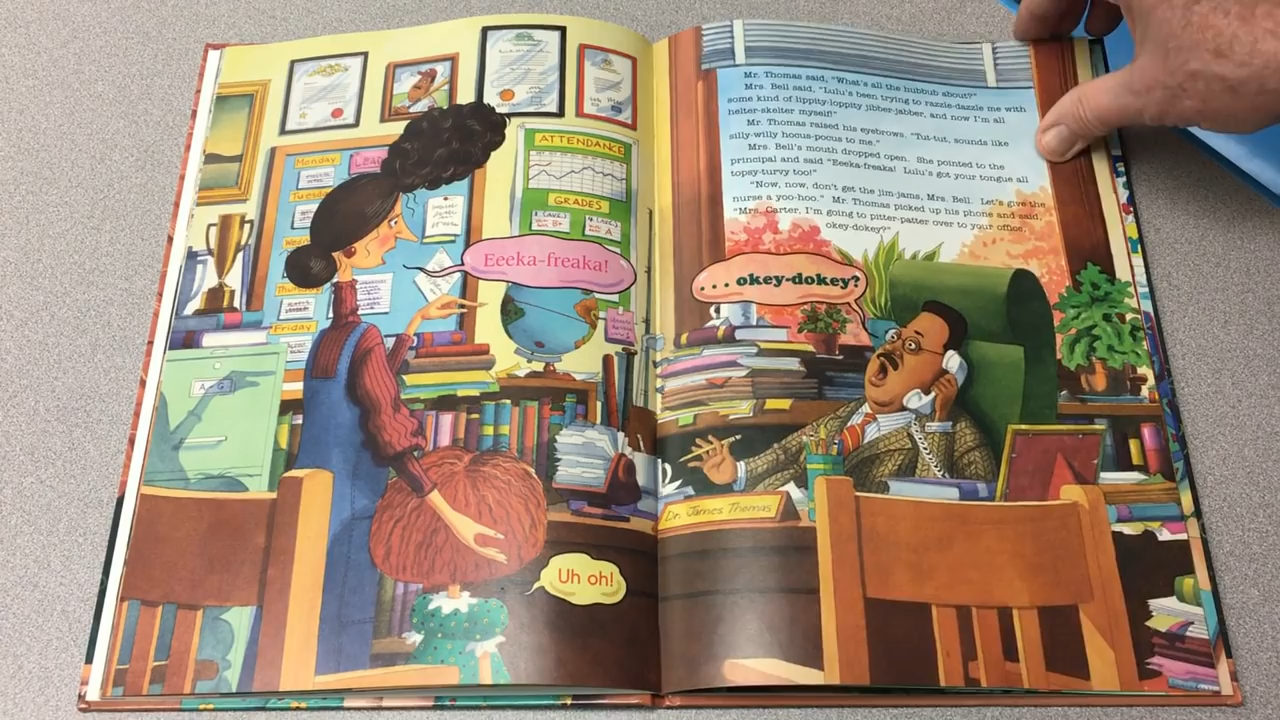 Monday
LEAD
Tuesday
Wedn
Thursday
Friday
ATTENDANCE
GRADES
B+
A
A-G
Eeeka-freaka!
Uh oh!
Mr. Thomas said, “What's all the hubbub about?”
Mrs. Bell said, “Lulu's been trying to razzle-dazzle me with
some kind of lippity-loppity jibber-jabber, and now I'm all
helter-skelter myself!”
Mr. Thomas raised his eyebrows. “Tut-tut, sounds like
silly-willy hocus-pocus to me.”
Mrs. Bell's mouth dropped open. She pointed to the
principal and said “Eeeka-freaka! Lulu's got your tongue all
topsy-turvy too!”
“Now, now, don't get the jim-jams, Mrs. Bell. Let's give the
nurse a yoo-hoo.” Mr. Thomas picked up his phone and said,
“Mrs. Carter, I'm going to pitter-patter over to your office,
okey-dokey?”
. . . okey-dokey?
Dr. James Thomas